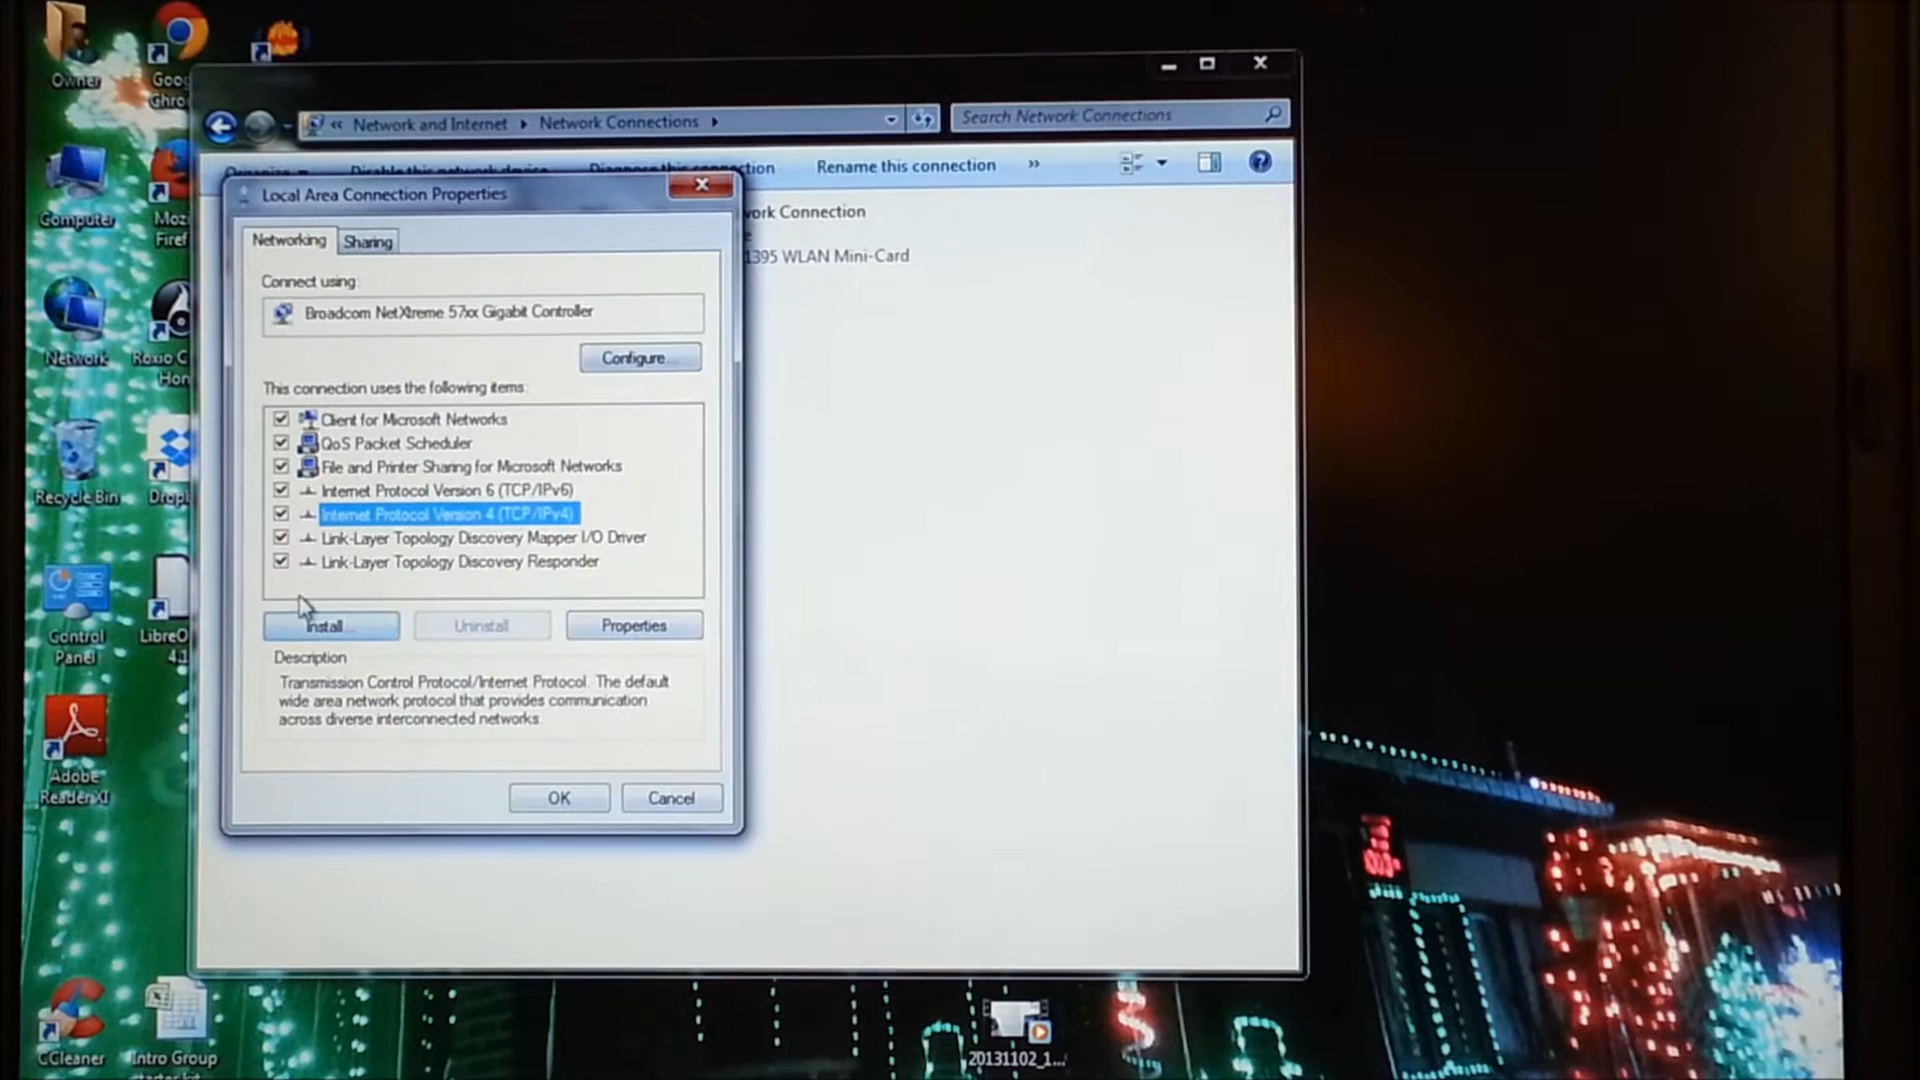 Owner
Computer
Network
Recycle Bin
Control
Panel
Adobe
Reader XI
CCleaner
Intro Group
20131102_1...
« Network and Internet ▸ Network Connections ▸
Search Network Connections
Rename this connection
»
work Connection
1395 WLAN Mini-Card
Local Area Connection Properties
Networking
Sharing
Connect using:
Broadcom NetXtreme 57xx Gigabit Controller
Configure...
This connection uses the following items:
Client for Microsoft Networks
QoS Packet Scheduler
File and Printer Sharing for Microsoft Networks
Internet Protocol Version 6 (TCP/IPv6)
Internet Protocol Version 4 (TCP/IPv4)
Link-Layer Topology Discovery Mapper I/O Driver
Link-Layer Topology Discovery Responder
Install...
Uninstall
Properties
Description
Transmission Control Protocol/Internet Protocol. The default
wide area network protocol that provides communication
across diverse interconnected networks.
OK
Cancel